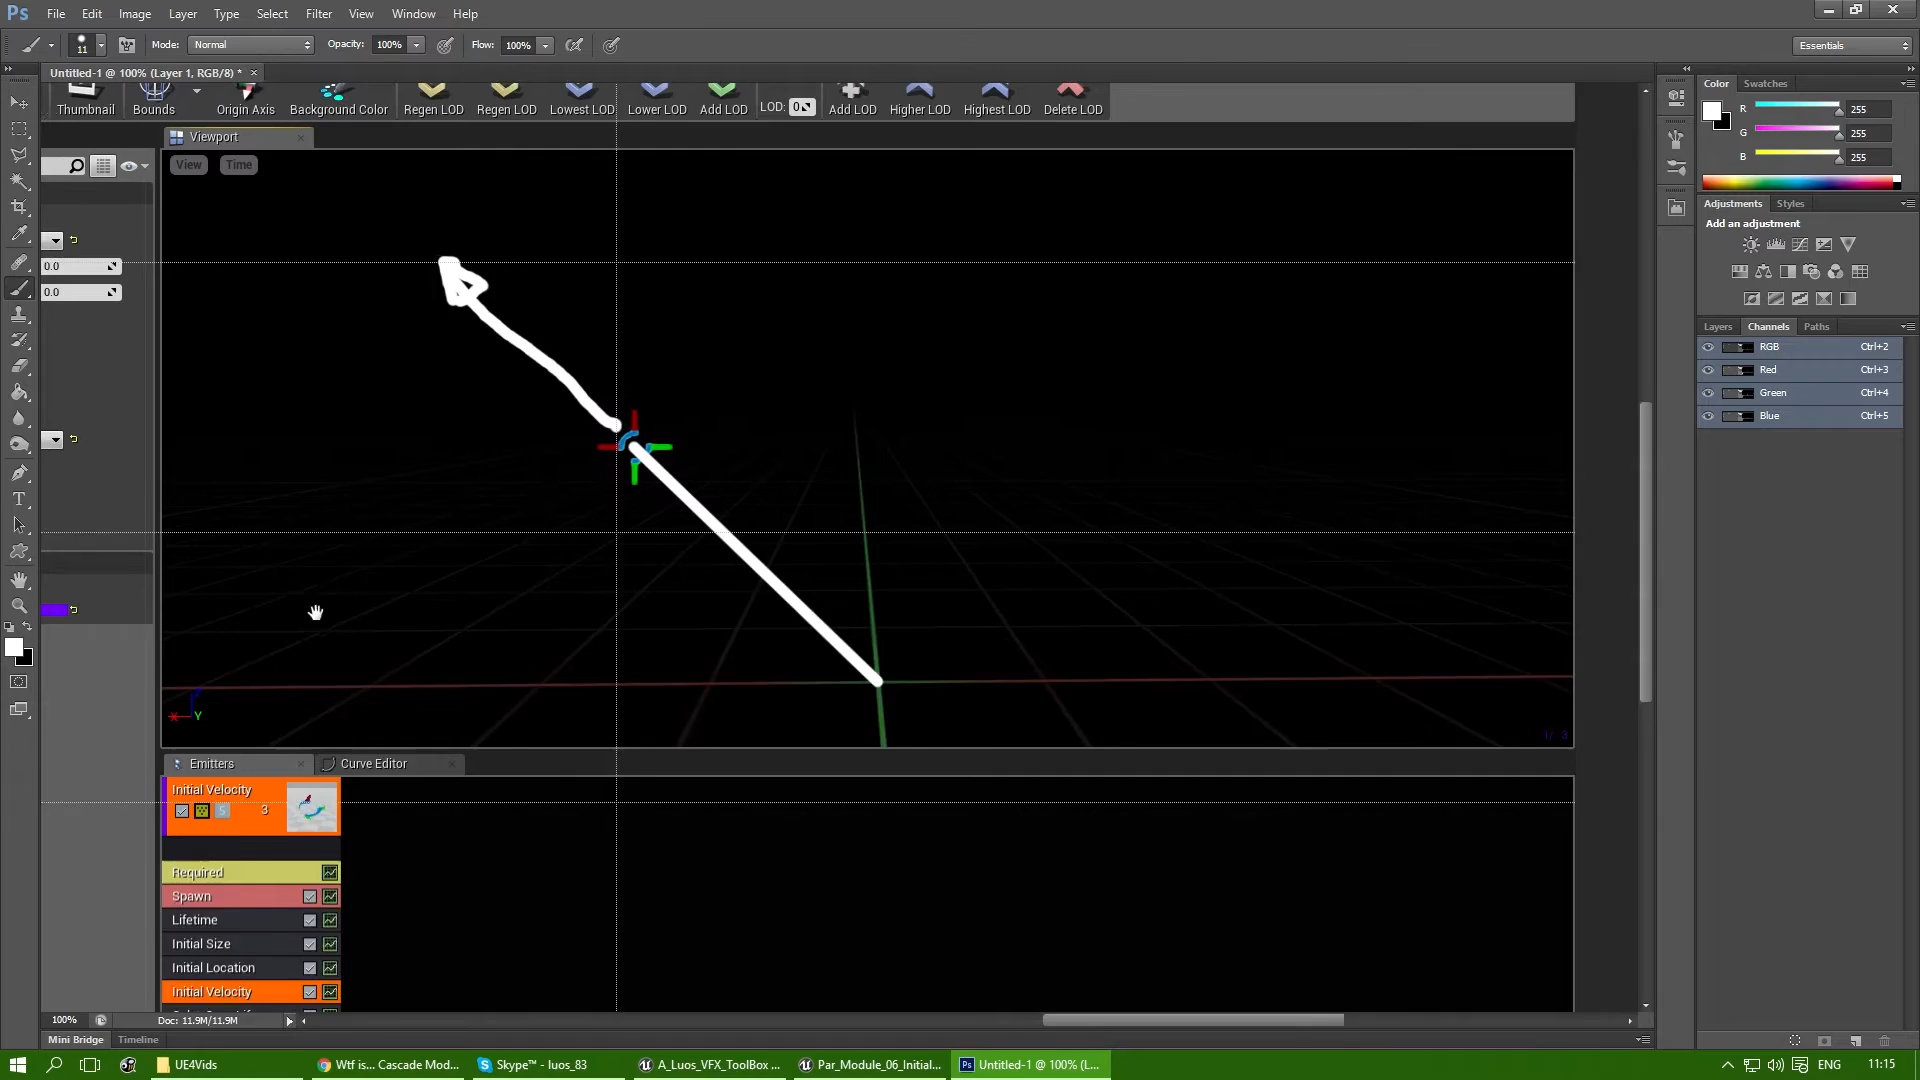 Ps File Edit Image Layer Type Select Filter Analysis View Window Help
11 Mode: Normal Opacity: 100% Flow: 100% Essentials
Untitled-1 @ 100% (Layer 1, RGB/8) *
Thumbnail Bounds Origin Axis Background Color Regen LOD Regen LOD Lowest LOD Lower LOD Add LOD LOD: 0 Add LOD Higher LOD Highest LOD Delete LOD
Viewport
View Time
0.0
0.0
X Y Z
Emitters Curve Editor
Initial Velocity
S 3
Required
Spawn
Lifetime
Initial Size
Initial Location
Initial Velocity
Color Swatches
R 255
G 255
B 255
Adjustments Styles
Add an adjustment
Layers Channels Paths
RGB Ctrl+2
Red Ctrl+3
Green Ctrl+4
Blue Ctrl+5
100% Doc: 11.9M/11.9M
Mini Bridge Timeline
UE4Vids Wtf is... Cascade Mod... Skype™ - luos_83 A_Luos_VFX_ToolBox ... Par_Module_06_Initial... Untitled-1 @ 100% (L... ENG 11:15